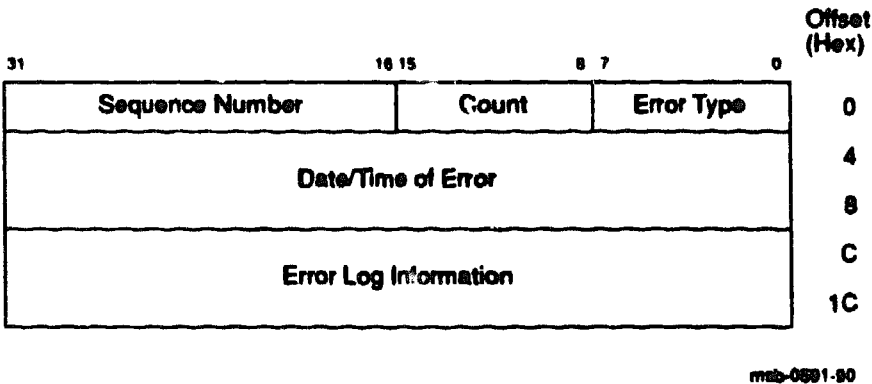 Offset
(Hex)
31 16 15 8 7 0
Sequence Number Count Error Type 0
4
Date/Time of Error
8
C
Error Log Information
1C
msb-0691-90